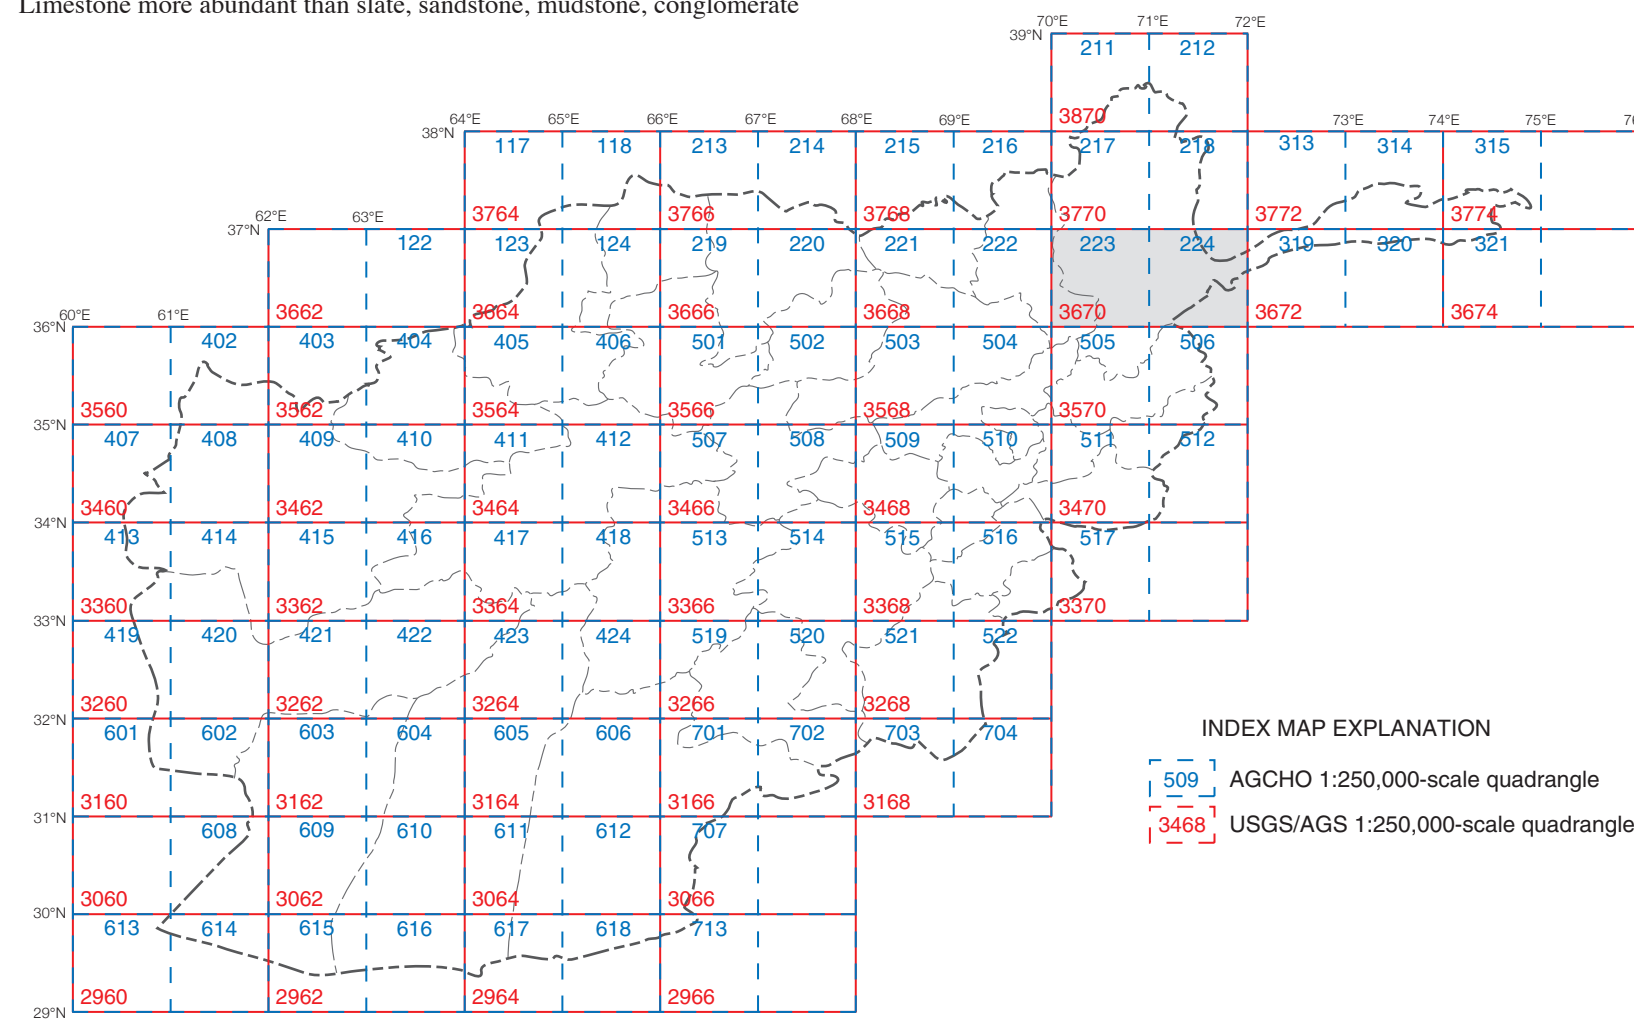 Limestone more abundant than slate, sandstone, mudstone, conglomerate
70°E 71°E 72°E
39°N
211 212
3870
64°E 65°E 66°E 67°E 68°E 69°E 73°E 74°E 75°E
38°N
117 118 213 214 215 216 217 218 313 314 315
3764 3766 3768 3770 3772 3774
62°E 63°E
37°N
122 123 124 219 220 221 222 223 224 319 320 321
3662 3664 3666 3668 3670 3672 3674
60°E 61°E
36°N
402 403 404 405 406 501 502 503 504 505 506
3560 3562 3564 3566 3568 3570
35°N
407 408 409 410 411 412 507 508 509 510 511 512
3460 3462 3464 3466 3468 3470
34°N
413 414 415 416 417 418 513 514 515 516 517
3360 3362 3364 3366 3368 3370
33°N
419 420 421 422 423 424 519 520 521 522
3260 3262 3264 3266 3268
32°N
601 602 603 604 605 606 701 702 703 704
3160 3162 3164 3166 3168
31°N
608 609 610 611 612 707
3060 3062 3064 3066
30°N
613 614 615 616 617 618 713
2960 2962 2964 2966
29°N
INDEX MAP EXPLANATION
509 AGCHO 1:250,000-scale quadrangle
3468 USGS/AGS 1:250,000-scale quadrangle